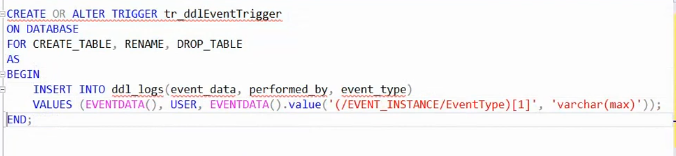 CREATE OR ALTER TRIGGER tr_ddlEventTrigger
ON DATABASE
FOR CREATE_TABLE, RENAME, DROP_TABLE
AS
BEGIN
INSERT INTO ddl_logs(event_data, performed_by, event_type)
VALUES (EVENTDATA(), USER, EVENTDATA().value('(/EVENT_INSTANCE/EventType)[1]', 'varchar(max)'));
END;